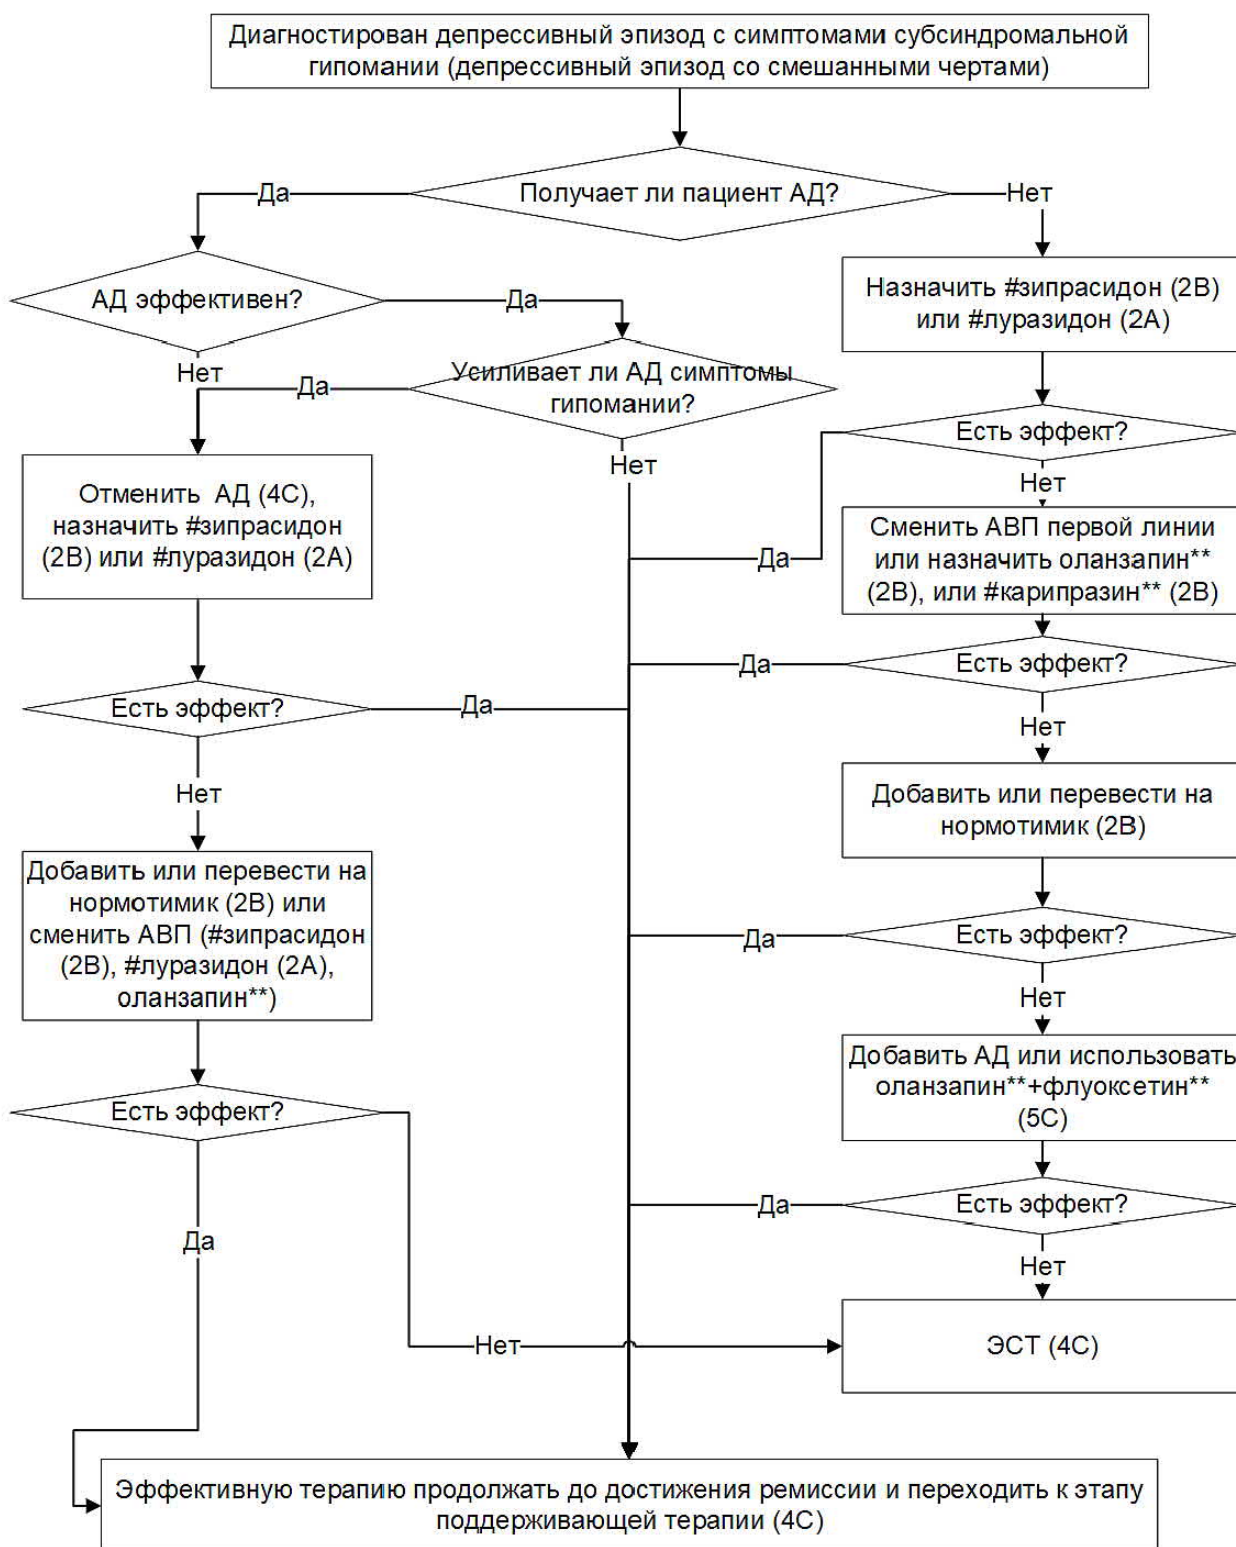 Диагностирован депрессивный эпизод с симптомами субсиндромальной
гипомании (депрессивный эпизод со смешанными чертами)
Получает ли пациент АД?
Да
Нет
АД эффективен?
Да
Нет
Усиливает ли АД симптомы
гипомании?
Да
Нет
Отменить АД (4С),
назначить #зипрасидон
(2В) или #луразидон (2А)
Есть эффект?
Да
Нет
Добавить или перевести на
нормотимик (2В) или
сменить АВП (#зипрасидон
(2В), #луразидон (2А),
оланзапин**)
Есть эффект?
Да
Нет
Назначить #зипрасидон (2В)
или #луразидон (2А)
Есть эффект?
Да
Нет
Сменить АВП первой линии
или назначить оланзапин**
(2В), или #карипразин** (2В)
Есть эффект?
Да
Нет
Добавить или перевести на
нормотимик (2В)
Есть эффект?
Да
Нет
Добавить АД или использовать
оланзапин**+флуоксетин**
(5С)
Есть эффект?
Да
Нет
ЭСТ (4С)
Эффективную терапию продолжать до достижения ремиссии и переходить к этапу
поддерживающей терапии (4С)